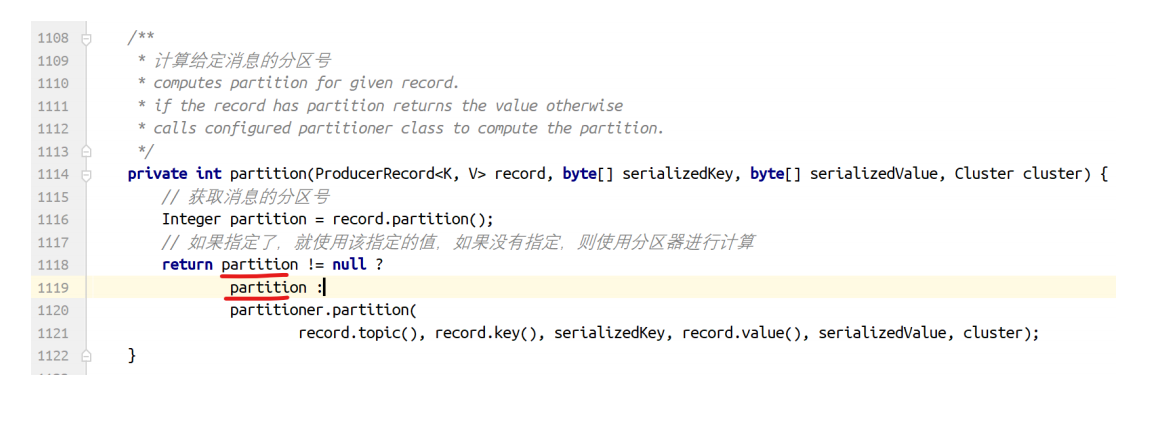 1108 /**
1109 * 计算给定消息的分区号
1110 * computes partition for given record.
1111 * if the record has partition returns the value otherwise
1112 * calls configured partitioner class to compute the partition.
1113 */
1114 private int partition(ProducerRecord<K, V> record, byte[] serializedKey, byte[] serializedValue, Cluster cluster) {
1115 // 获取消息的分区号
1116 Integer partition = record.partition();
1117 // 如果指定了，就使用该指定的值，如果没有指定，则使用分区器进行计算
1118 return partition != null ?
1119 partition :
1120 partitioner.partition(
1121 record.topic(), record.key(), serializedKey, record.value(), serializedValue, cluster);
1122 }